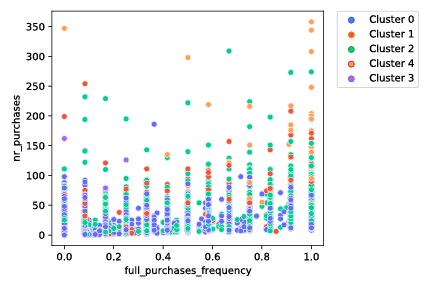 Cluster 0
Cluster 1
Cluster 2
Cluster 4
Cluster 3
350
300
250
200
150
100
50
0
nr_purchases
0.0 0.2 0.4 0.6 0.8 1.0
full_purchases_frequency